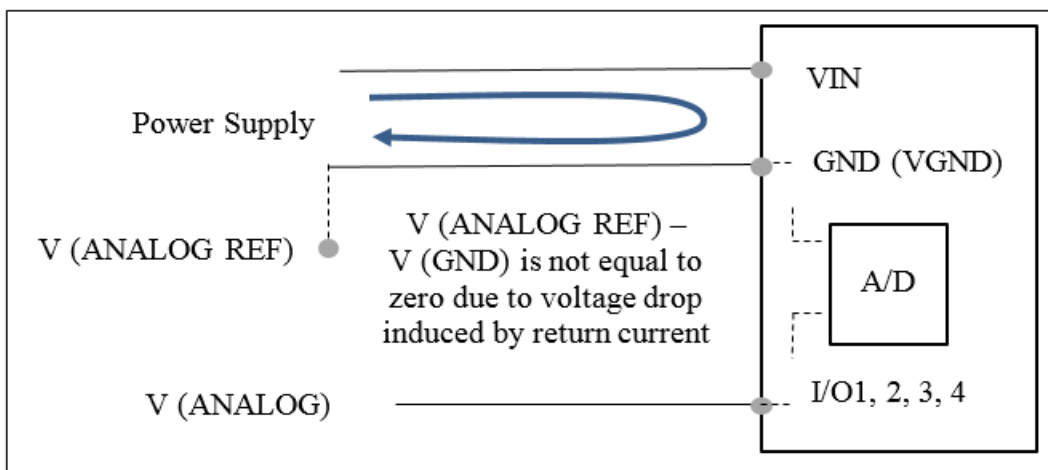 VIN
Power Supply
GND (VGND)
V (ANALOG REF)
V (ANALOG REF) –
V (GND) is not equal to
zero due to voltage drop
induced by return current
A/D
V (ANALOG)
I/O1, 2, 3, 4